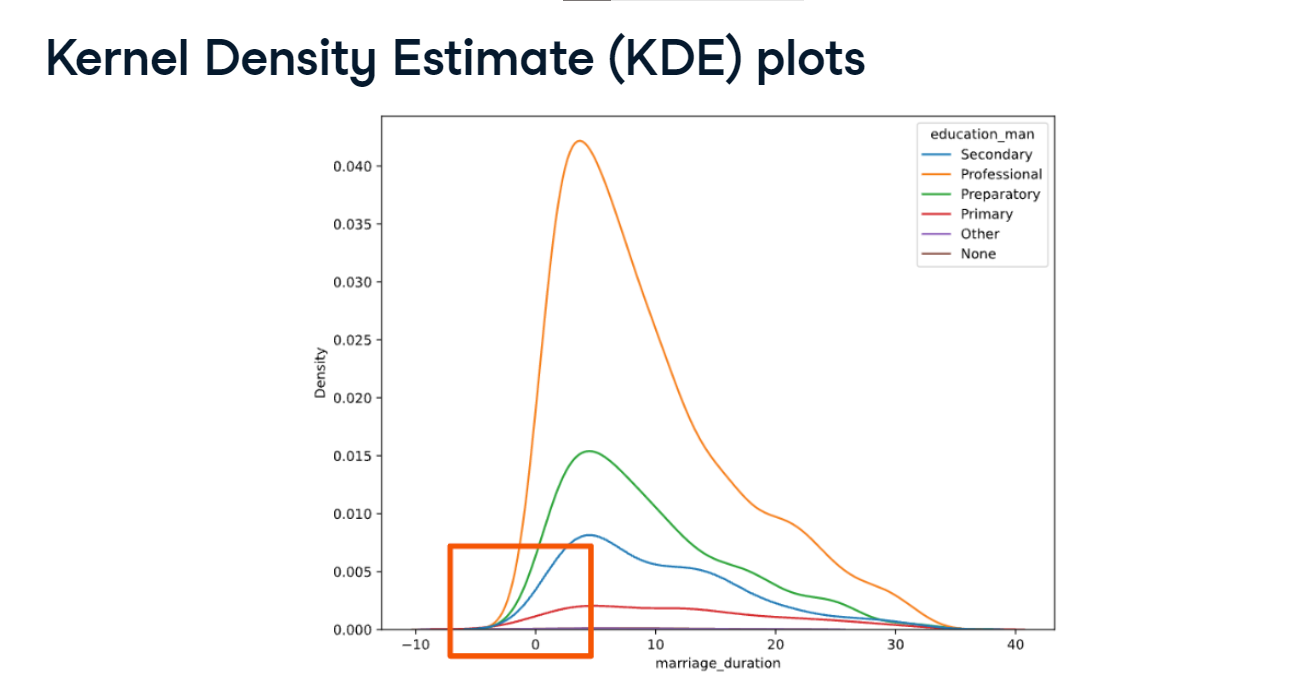 Kernel Density Estimate (KDE) plots
education_man
Secondary
Professional
Preparatory
Primary
Other
None
0.040
0.035
0.030
0.025
0.020
0.015
0.010
0.005
0.000
Density
−10
0
10
20
30
40
marriage_duration